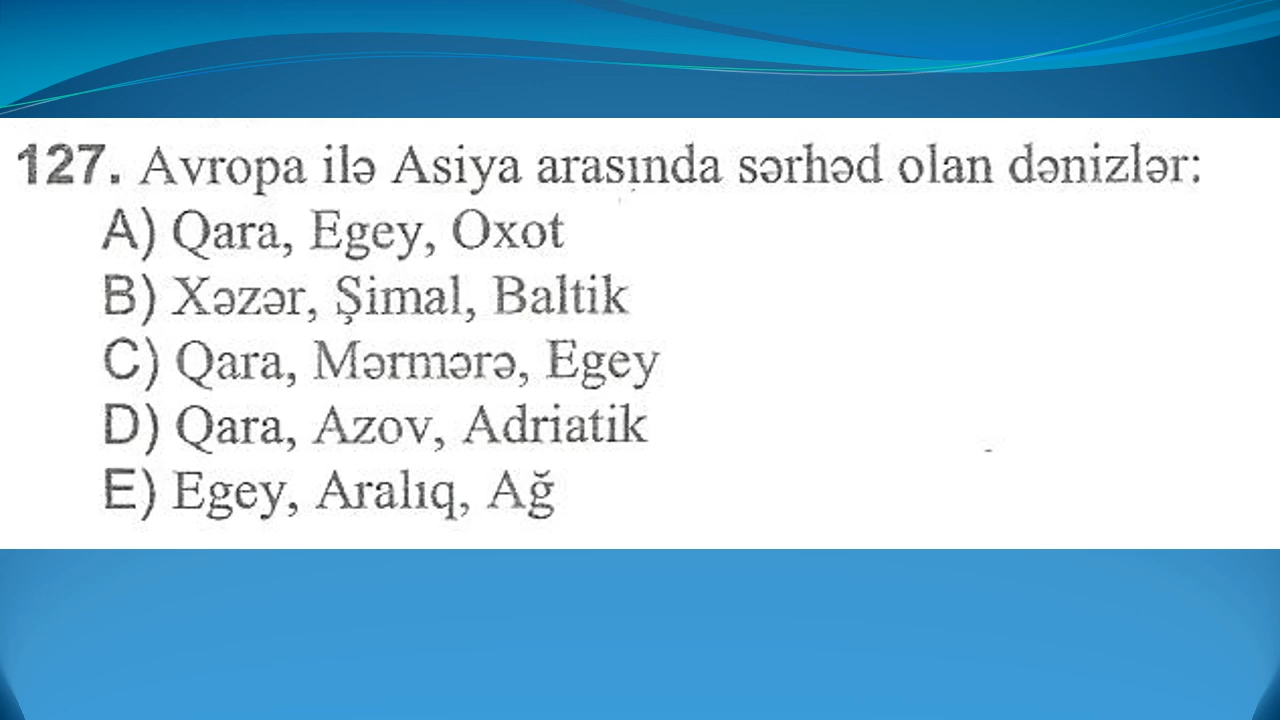 127. Avropa ilə Asiya arasında sərhəd olan dənizlər:
A) Qara, Egey, Oxot
B) Xəzər, Şimal, Baltik
C) Qara, Mərmərə, Egey
D) Qara, Azov, Adriatik
E) Egey, Aralıq, Ağ